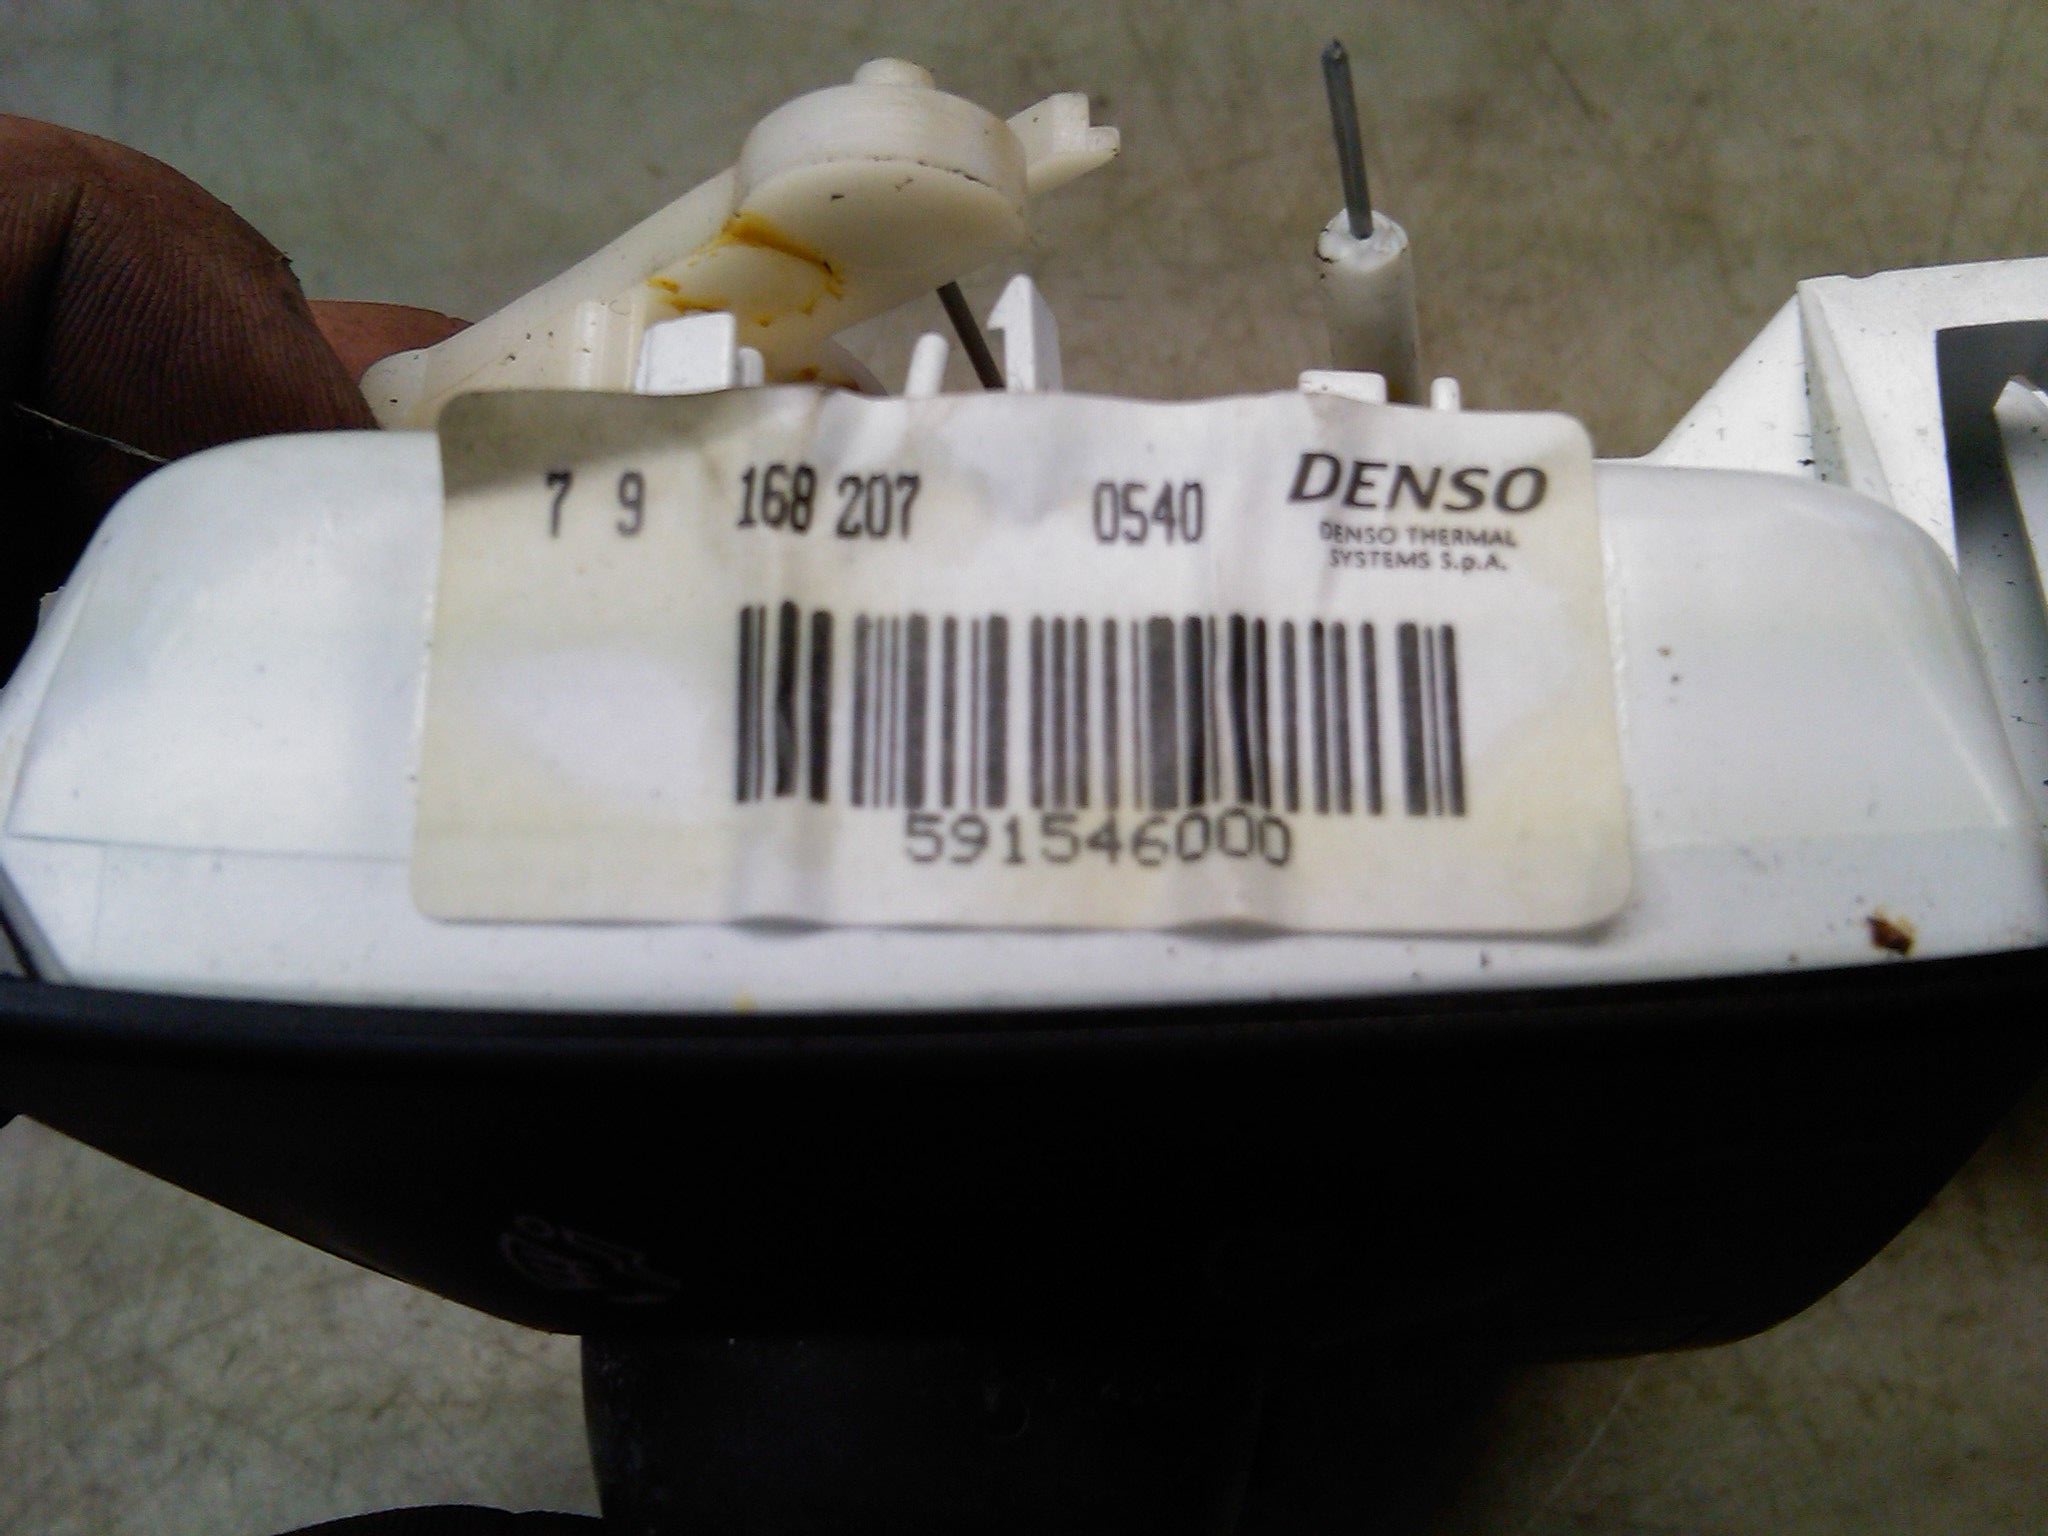 7 9 168 207 0540 DENSO
DENSO THERMAL
SYSTEMS S.p.A.
591546000